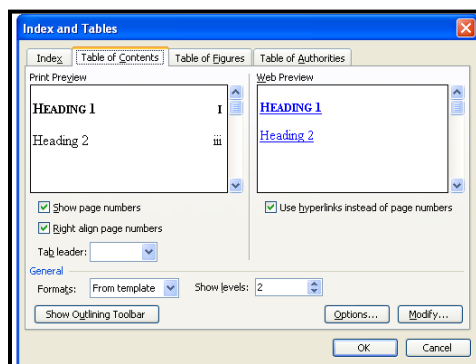 Index and Tables
Index Table of Contents Table of Figures Table of Authorities
Print Preview Web Preview
HEADING 1 I HEADING 1
Heading 2 iii Heading 2
Show page numbers Use hyperlinks instead of page numbers
Right align page numbers
Tab leader:
General
Formats: From template Show levels: 2
Show Outlining Toolbar Options... Modify...
OK Cancel